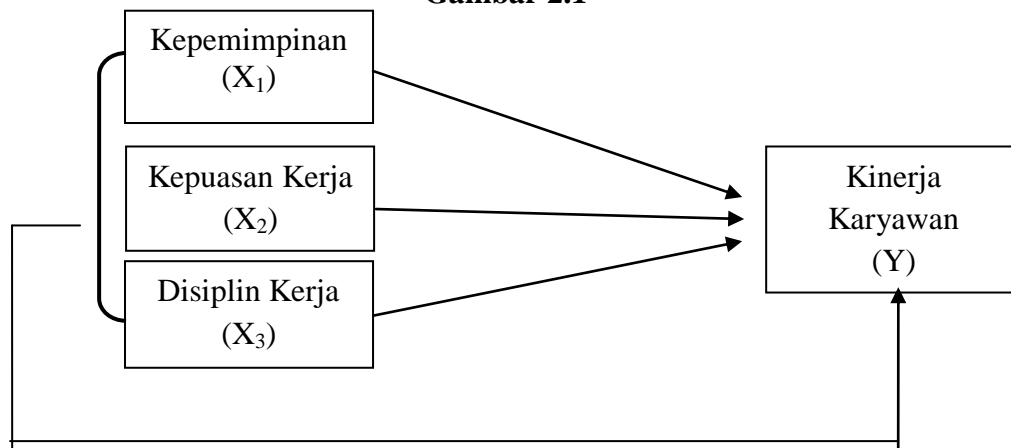 Gambar 2.1
Kepemimpinan
(X₁)
Kepuasan Kerja
(X₂)
Disiplin Kerja
(X₃)
Kinerja
Karyawan
(Y)